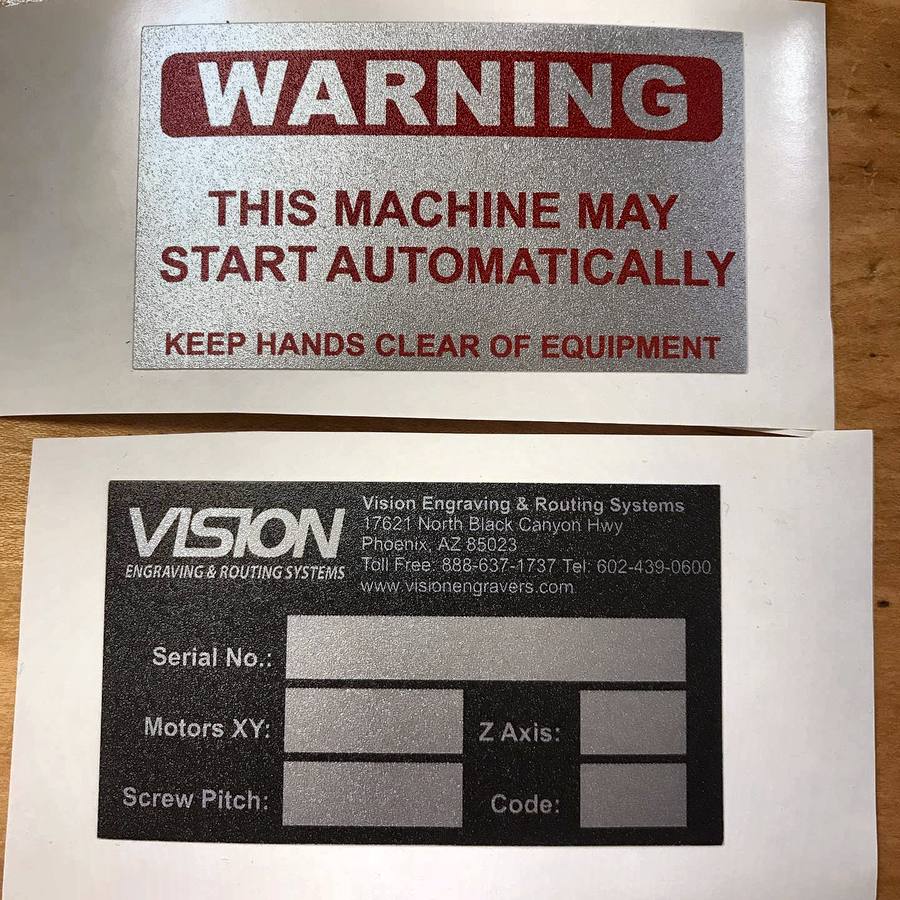 WARNING
THIS MACHINE MAY
START AUTOMATICALLY
KEEP HANDS CLEAR OF EQUIPMENT
VISION
ENGRAVING & ROUTING SYSTEMS
Vision Engraving & Routing Systems
17621 North Black Canyon Hwy
Phoenix, AZ 85023
Toll Free: 888-637-1737 Tel: 602-439-0600
www.visionengravers.com
Serial No.:
Motors XY:
Z Axis:
Screw Pitch:
Code: